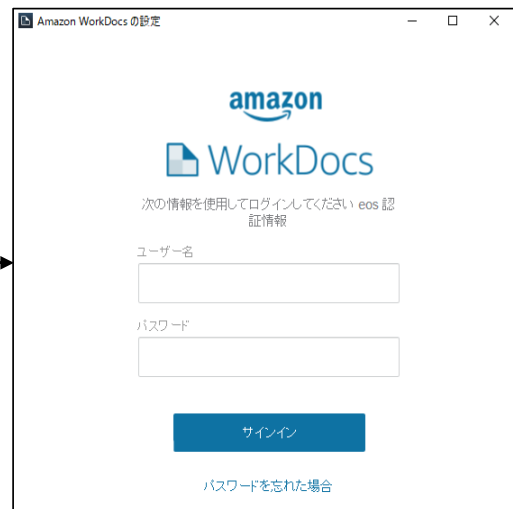 Amazon WorkDocs の設定
amazon
WorkDocs
次の情報を使用してログインしてください eos 認
証情報
ユーザー名
パスワード
サインイン
パスワードを忘れた場合